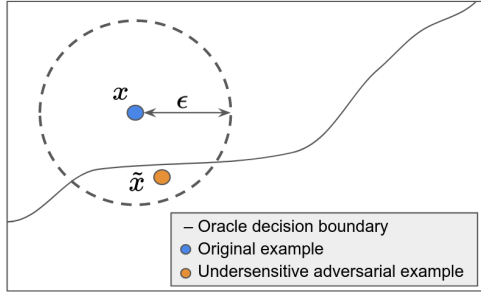 x
ϵ
x̃
– Oracle decision boundary
Original example
Undersensitive adversarial example